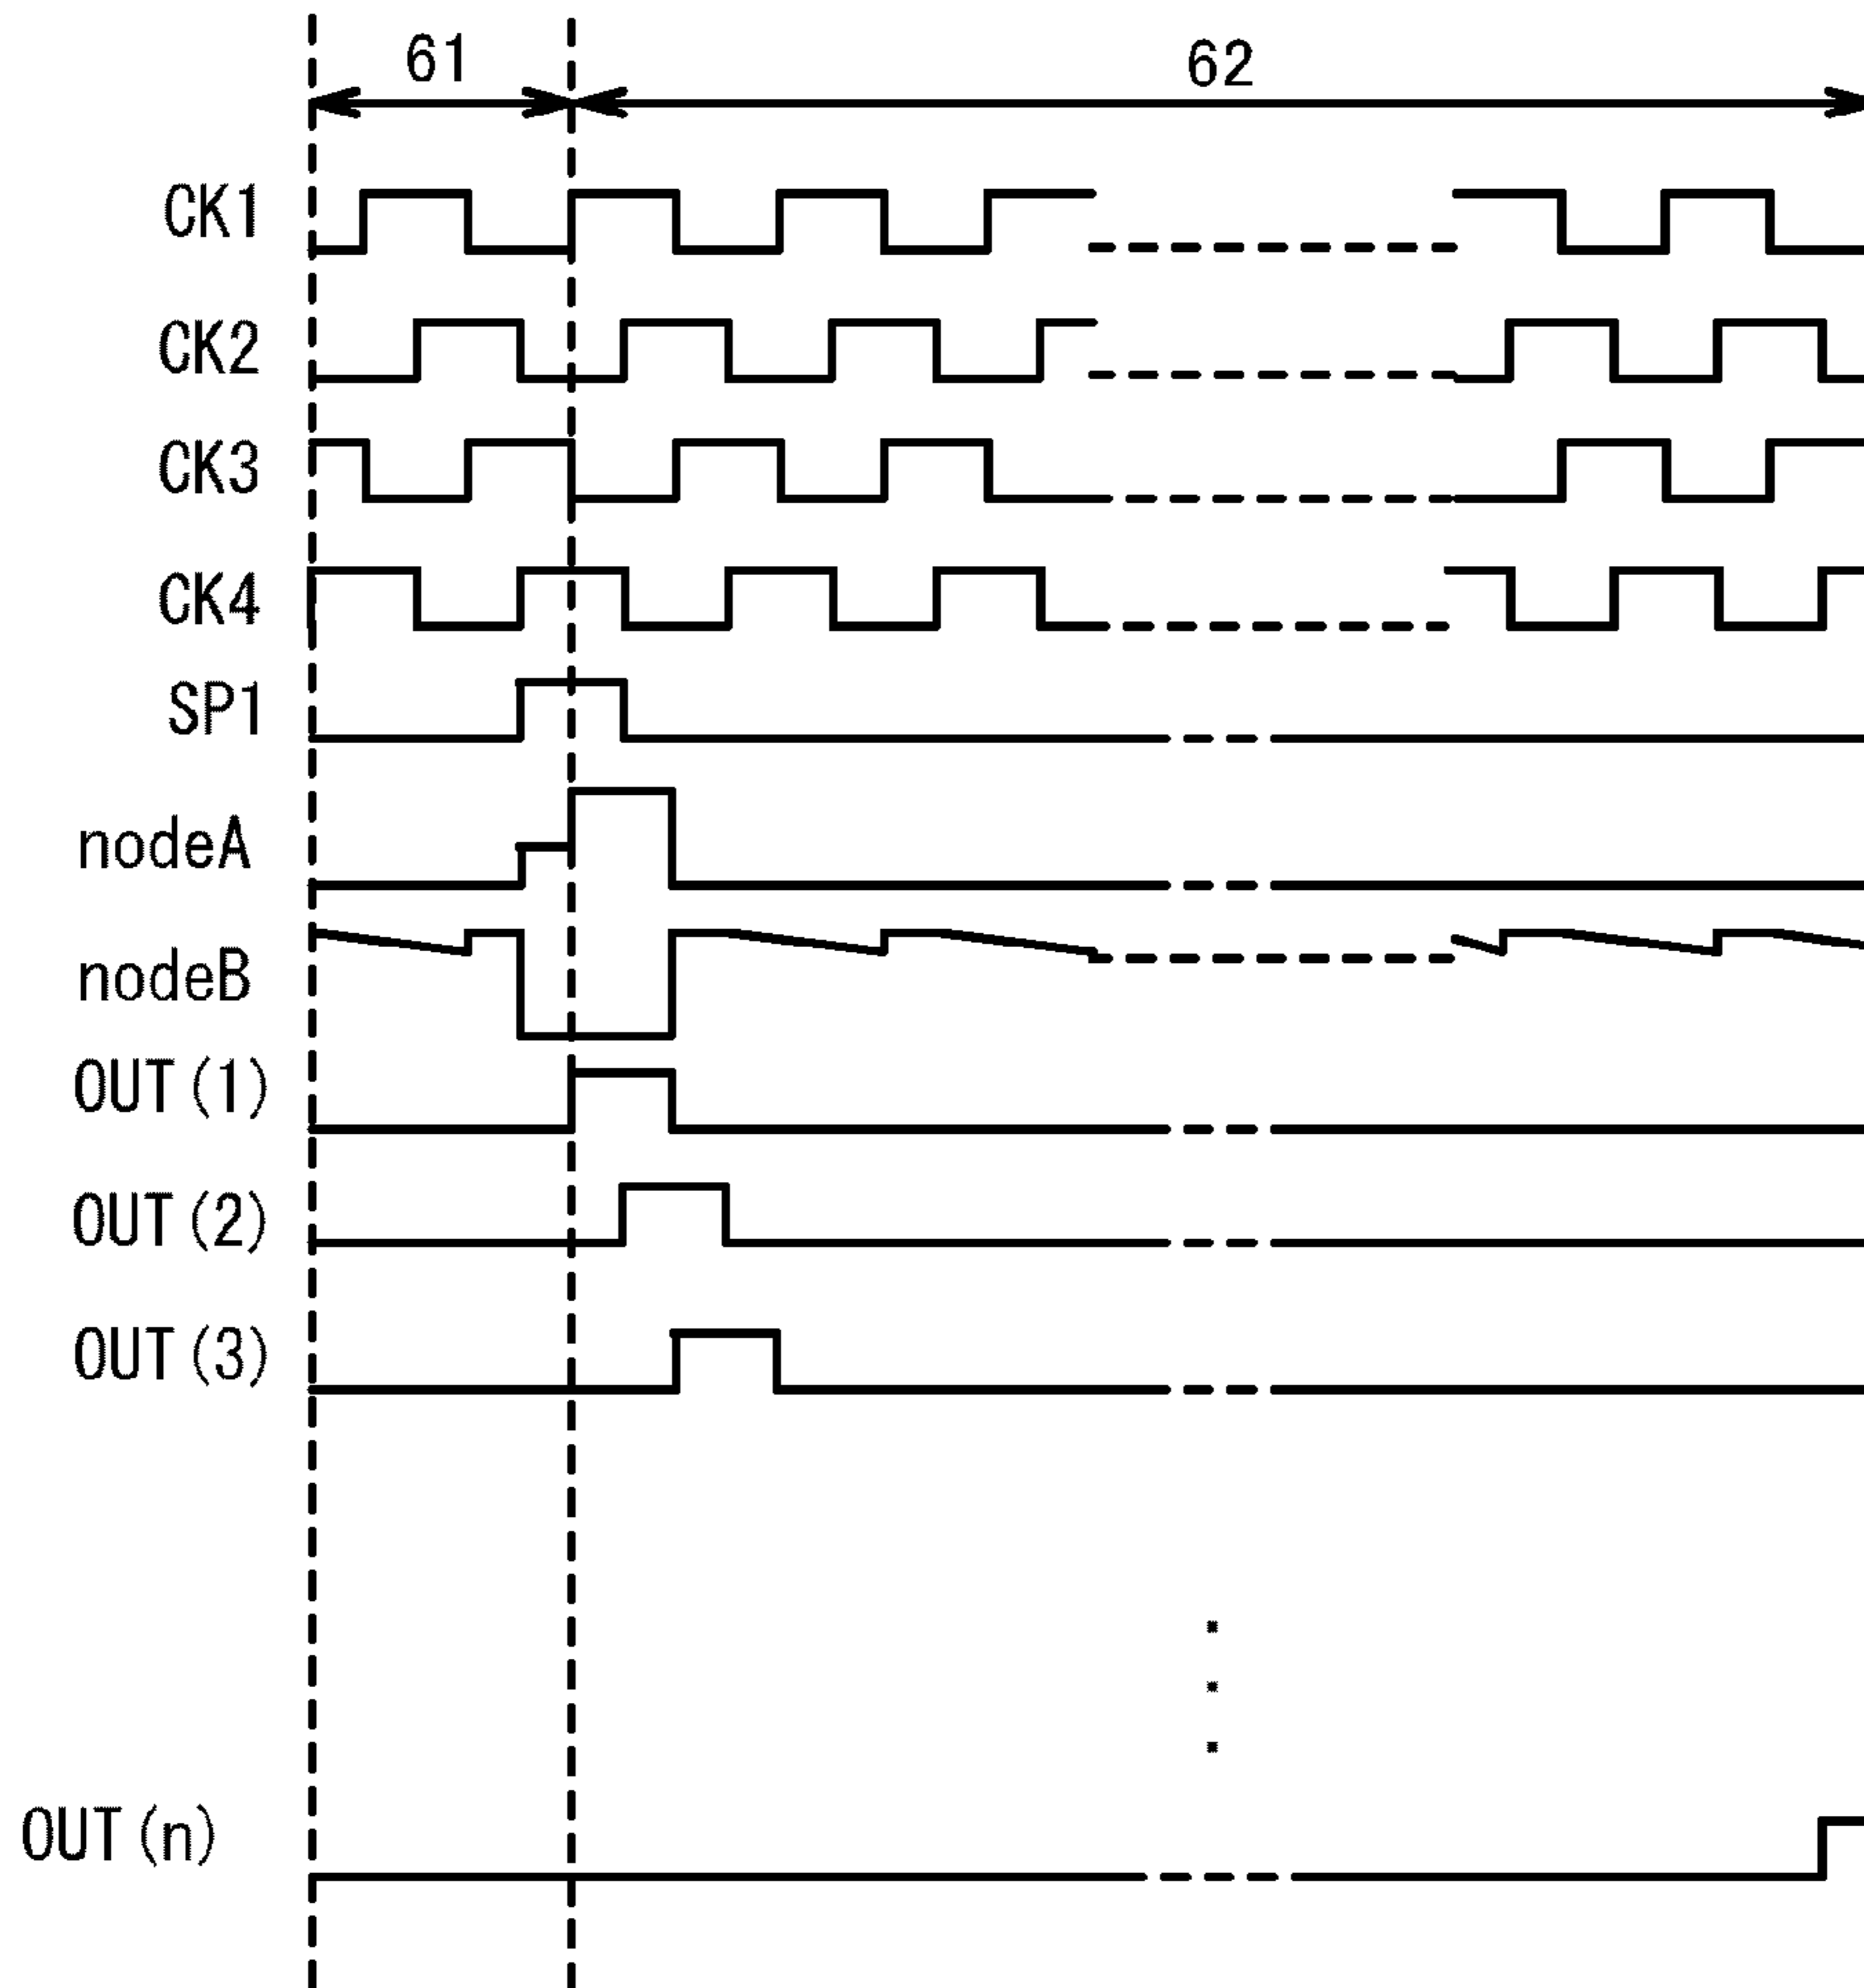 61
62
CK1
CK2
CK3
CK4
SP1
nodeA
nodeB
OUT(1)
OUT(2)
OUT(3)
OUT(n)